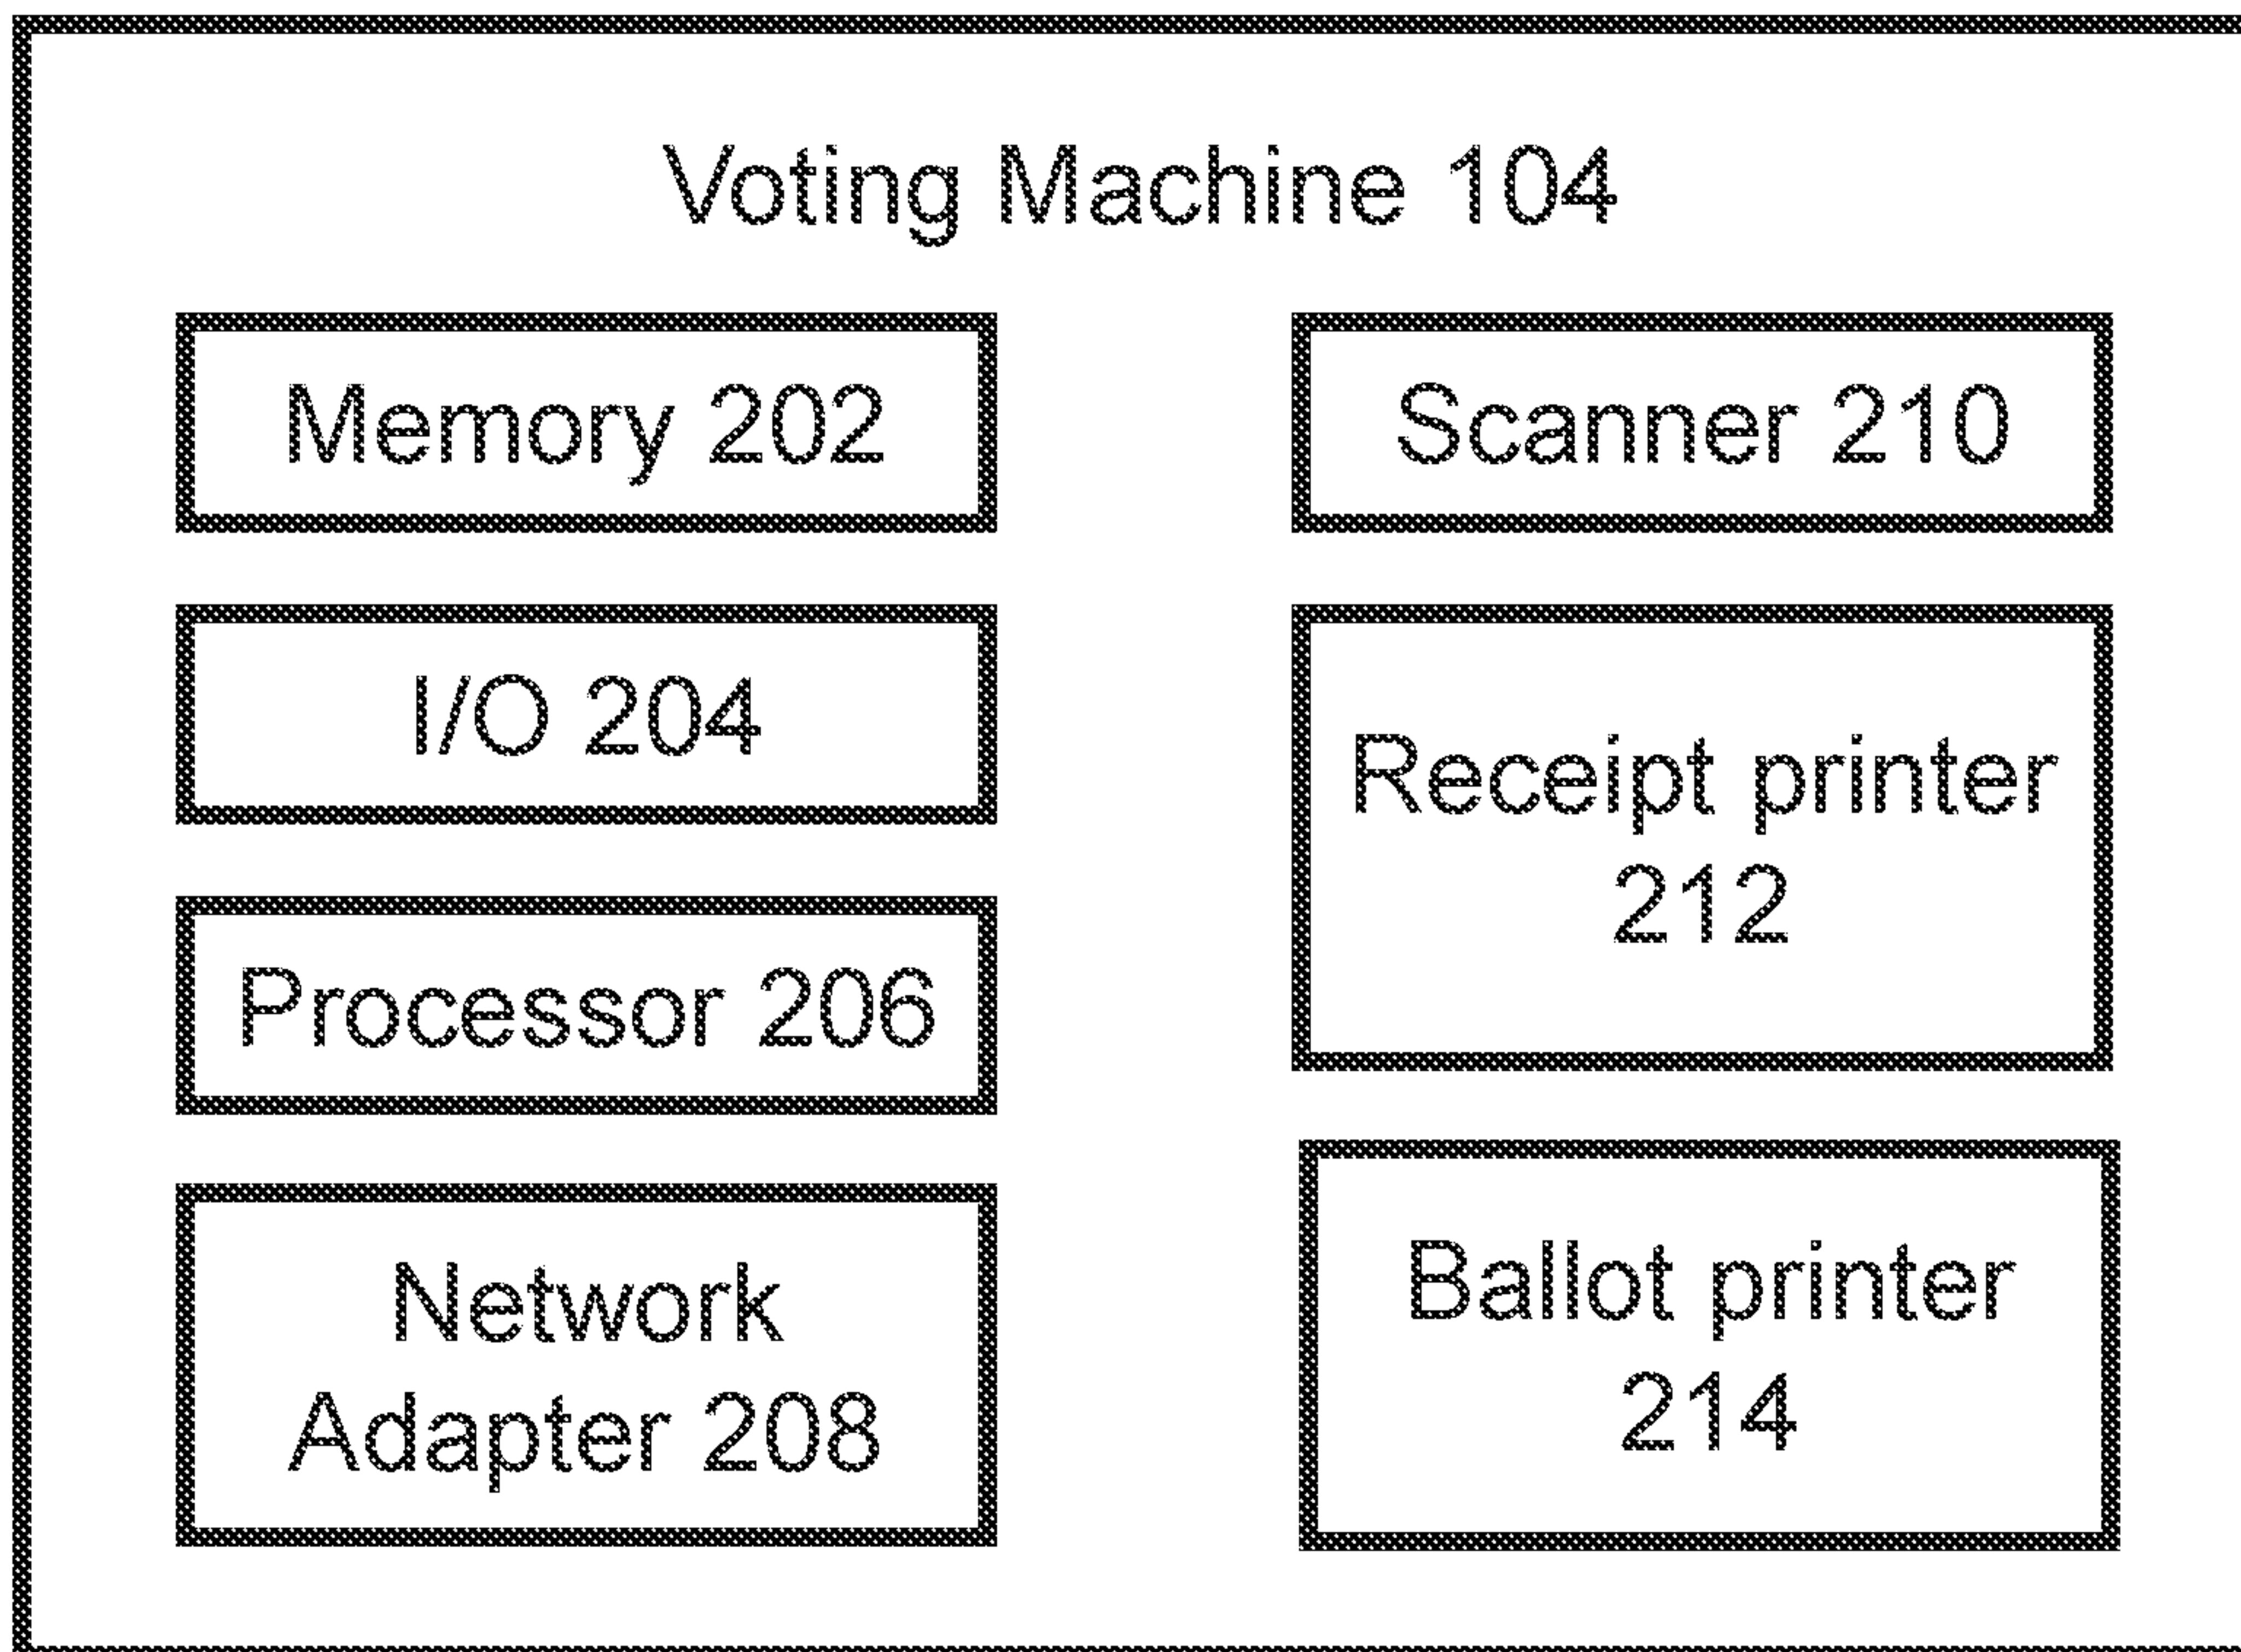 Voting Machine 104
Memory 202
I/O 204
Processor 206
Network
Adapter 208
Scanner 210
Receipt printer
212
Ballot printer
214